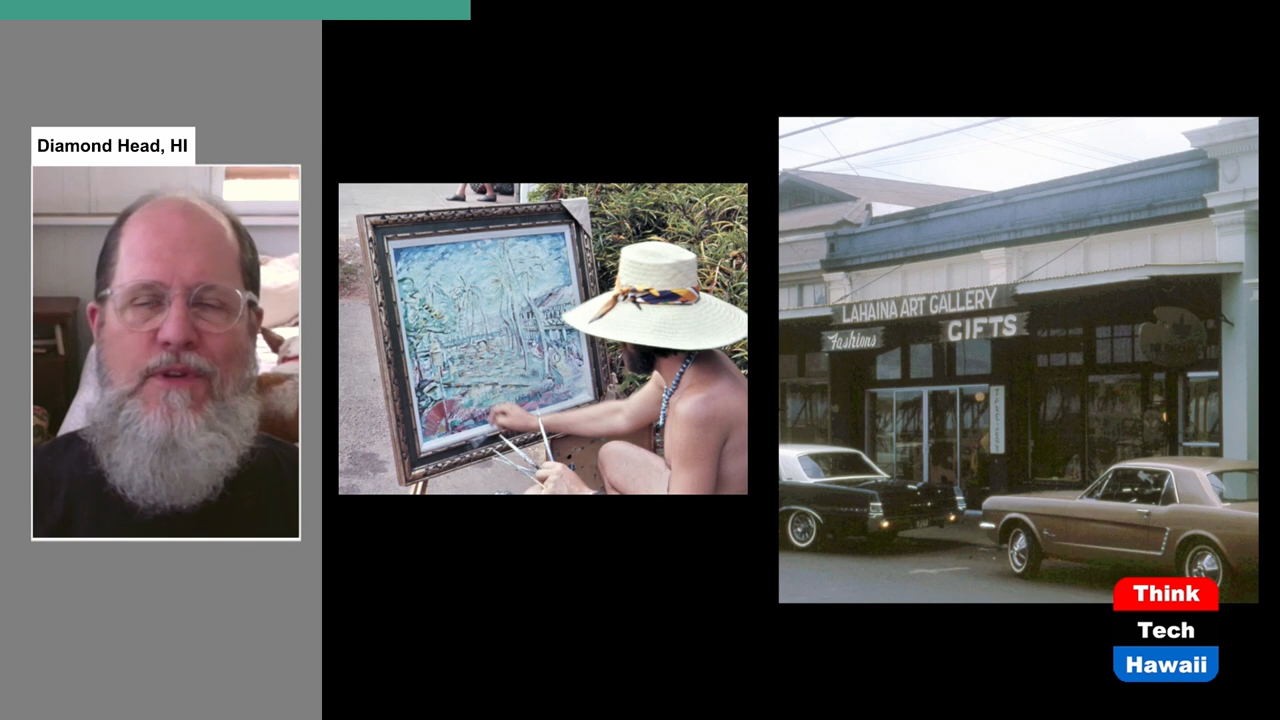 Diamond Head, HI
LAHAINA ART GALLERY
Fashions
GIFTS
Think
Tech
Hawaii